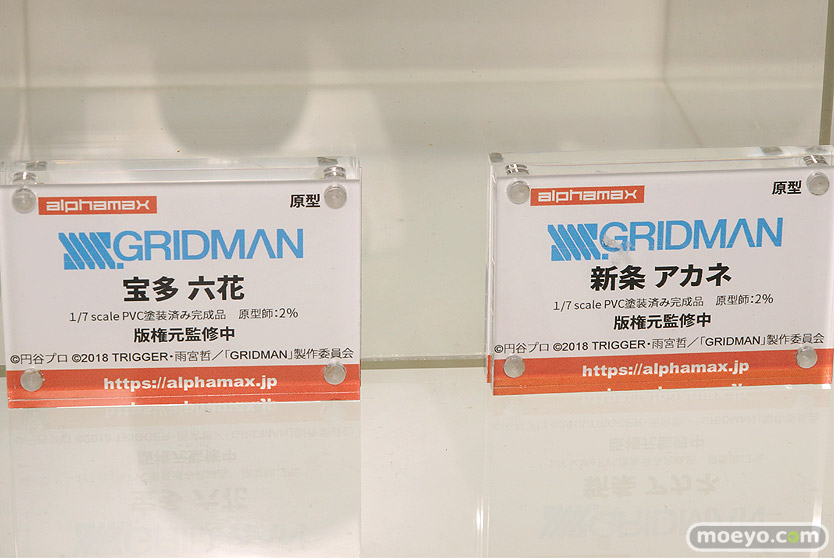 alphamax
原型
SSSS.GRIDMAN
宝多 六花
1/7 scale PVC塗装済み完成品 原型師：2%
版権元監修中
©円谷プロ ©2018 TRIGGER・雨宮哲／「GRIDMAN」製作委員会
https://alphamax.jp
alphamax
原型
SSSS.GRIDMAN
新条 アカネ
1/7 scale PVC塗装済み完成品 原型師：2%
版権元監修中
©円谷プロ ©2018 TRIGGER・雨宮哲／「GRIDMAN」製作委員会
https://alphamax.jp
moeyo.com